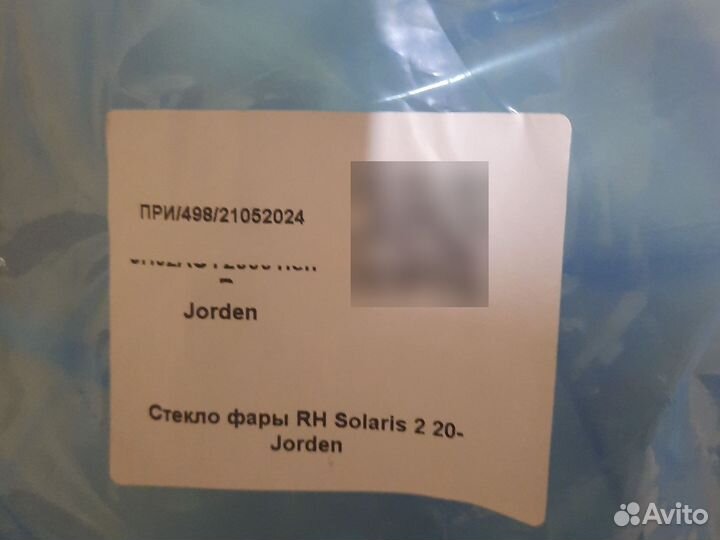 ПРИ/498/21052024
Jorden
Стекло фары RH Solaris 2 20-
Jorden
Avito